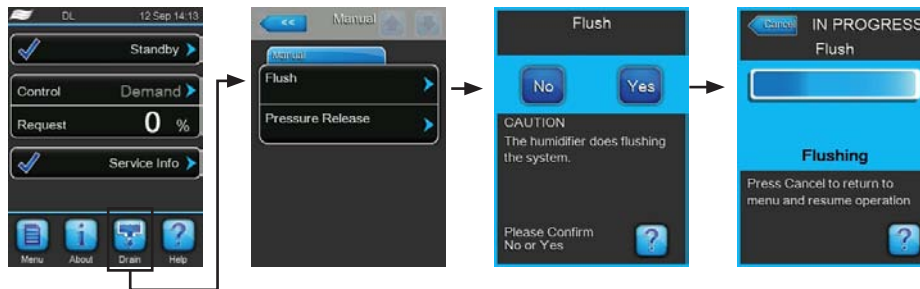 DL 12 Sep 14:13
Standby
Control Demand
Request 0 %
Service Info
Menu About Drain Help
<< Manual
Manual
Flush
Pressure Release
Flush
No Yes
CAUTION
The humidifier does flushing
the system.
Please Confirm
No or Yes
?
Cancel IN PROGRESS
Flush
Flushing
Press Cancel to return to
menu and resume operation
?